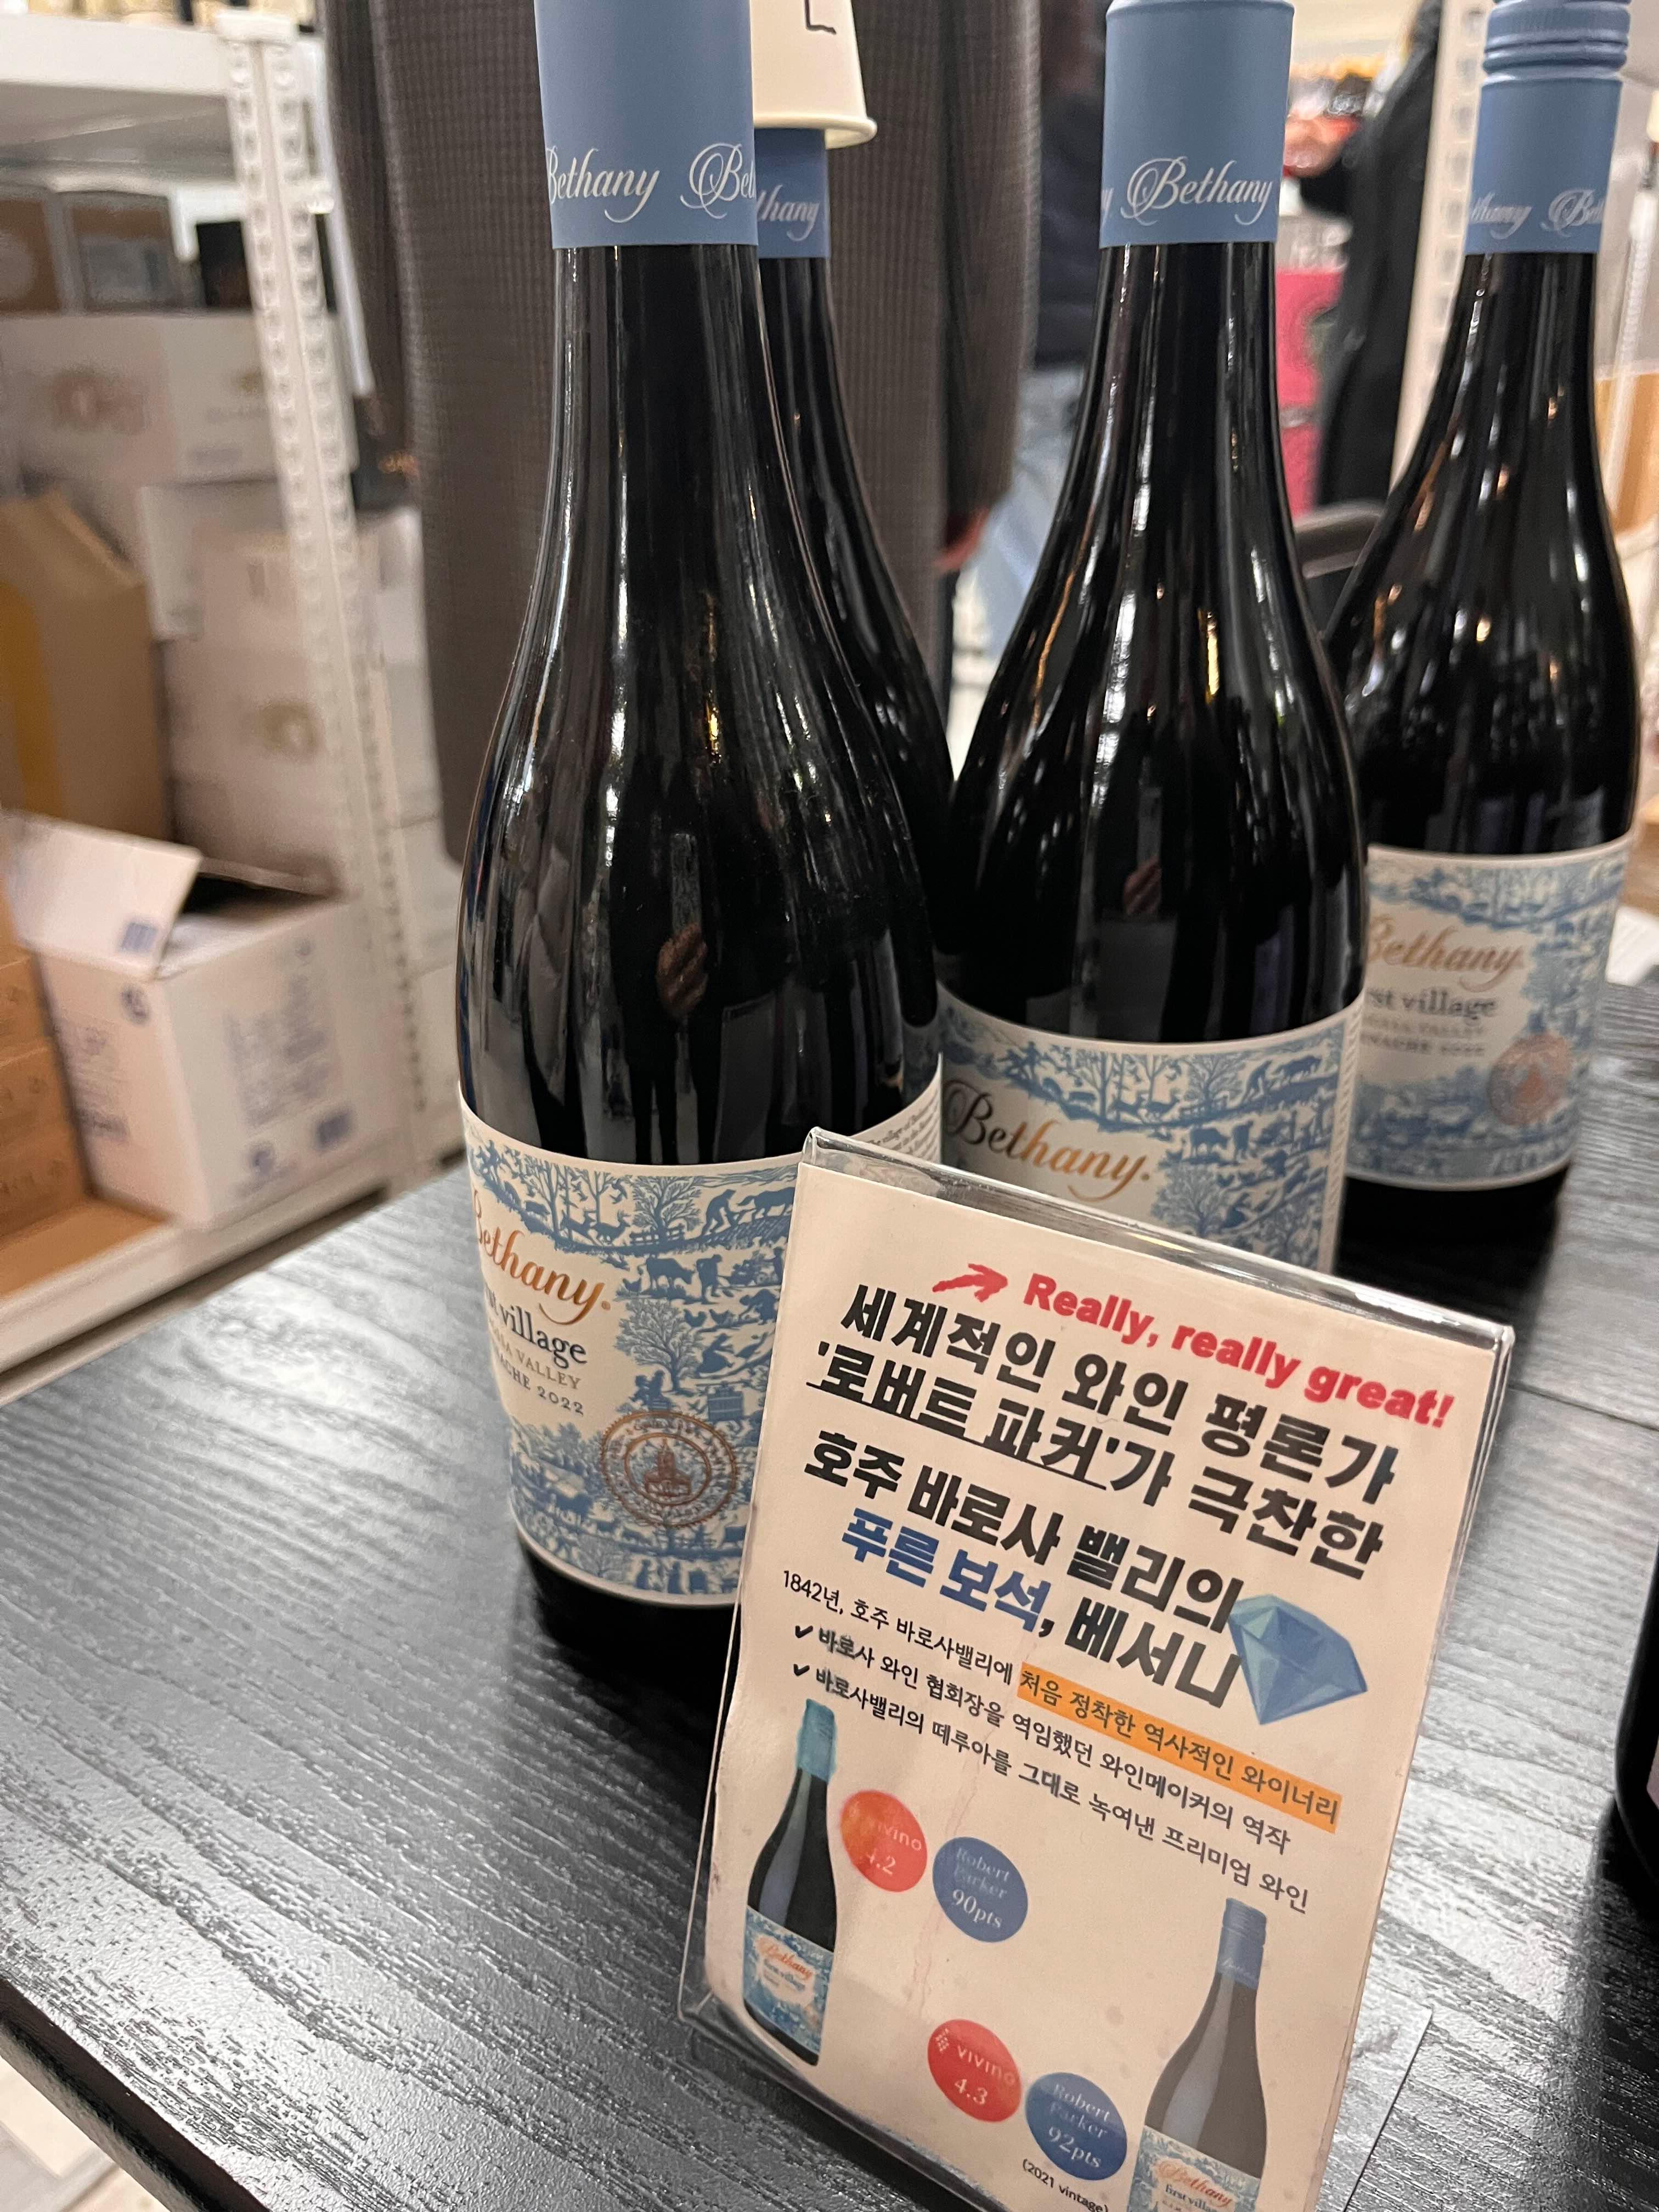 Bethany
Bethany
Bethany
Bethany.
first village
Bethany.
village
VALLEY
2022
Bethany.
Really, really great!
세계적인 와인 평론가
'로버트 파커'가 극찬한
호주 바로사 밸리의
푸른 보석, 베서니
1842년, 호주 바로사밸리에 처음 정착한 역사적인 와이너리
✔ 바로사 와인 협회장을 역임했던 와인메이커의 역작
✔ 바로사밸리의 떼루아를 그대로 녹여낸 프리미엄 와인
vivino
4.2
Robert
Parker
90pts
Bethany
first village
vivino
4.3
Robert
Parker
92pts
(2021 vintage)
Bethany
first village